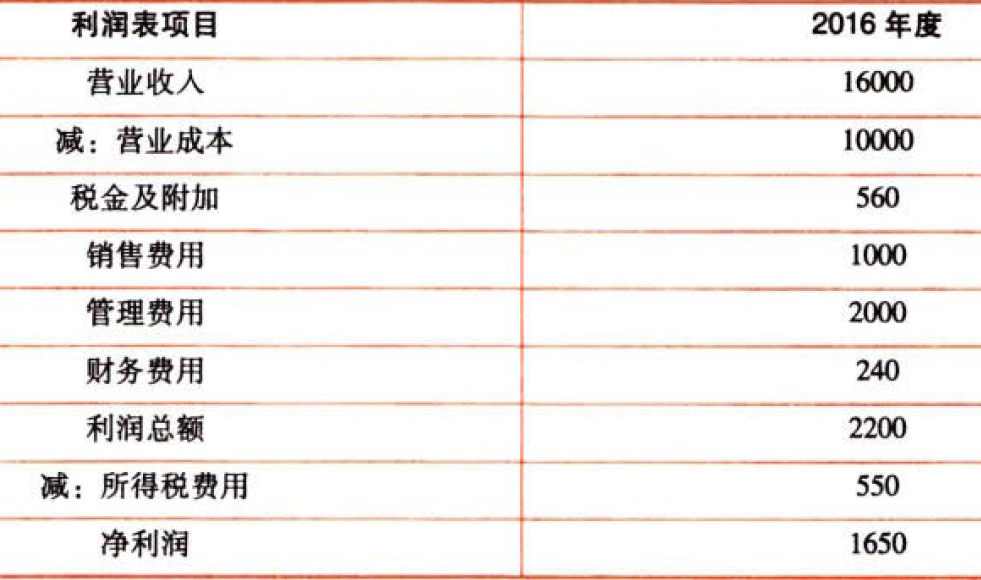 利润表项目 2016 年度
营业收入 16000
减：营业成本 10000
税金及附加 560
销售费用 1000
管理费用 2000
财务费用 240
利润总额 2200
减：所得税费用 550
净利润 1650